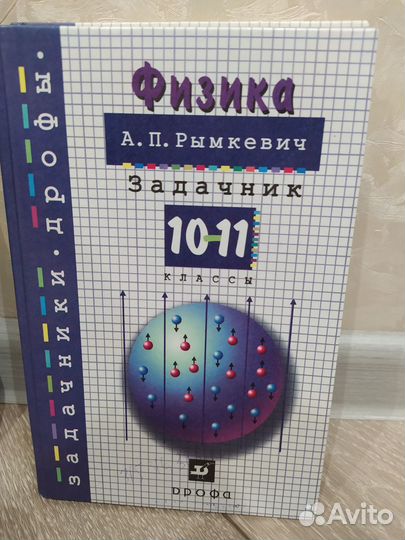 задачники.дрофы.
Физика
А.П.Рымкевич
Задачник
10-11
классы
дрофа
Avito